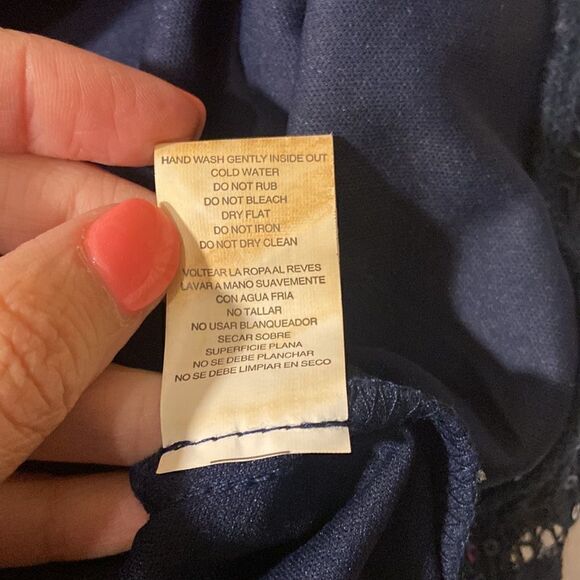 HAND WASH GENTLY INSIDE OUT
COLD WATER
DO NOT RUB
DO NOT BLEACH
DRY FLAT
DO NOT IRON
DO NOT DRY CLEAN
VOLTEAR LA ROPA AL REVES
LAVAR A MANO SUAVEMENTE
CON AGUA FRIA
NO TALLAR
NO USAR BLANQUEADOR
SECAR SOBRE
SUPERFICIE PLANA
NO SE DEBE PLANCHAR
NO SE DEBE LIMPIAR EN SECO